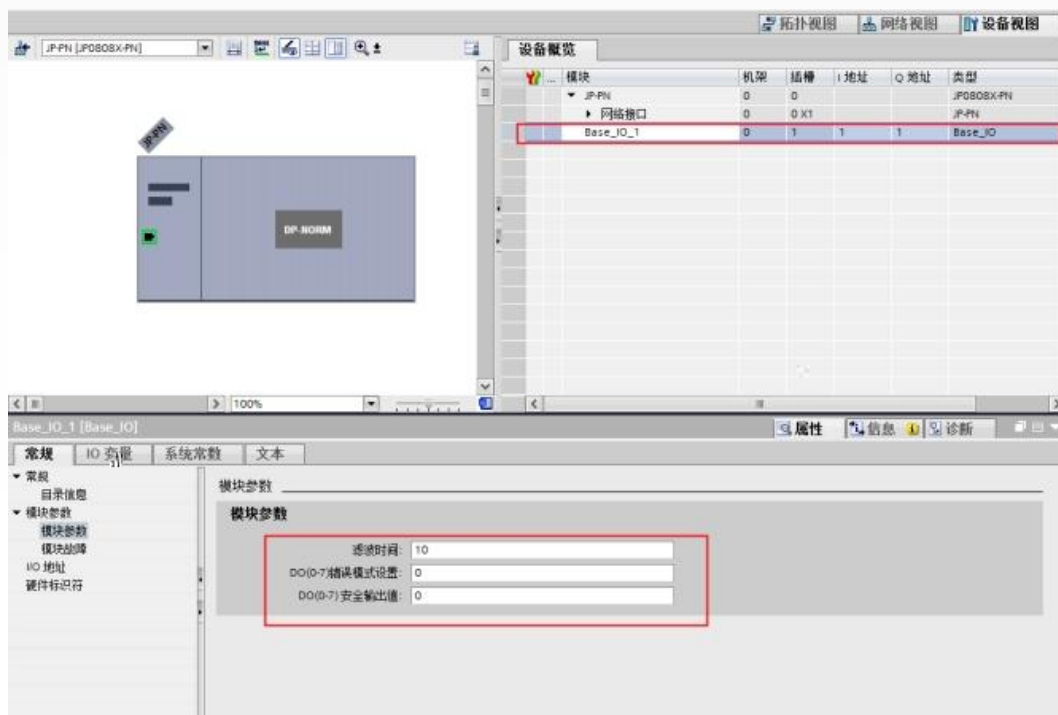 拓扑视图 网络视图 设备视图
JP-PN [JP0808X-PN]
设备概览
... 模块 机架 插槽 I 地址 Q 地址 类型
JP-PN 0 0 JP0808X-PN
网络接口 0 0 X1 JP-PN
Base_IO_1 0 1 1 1 Base_IO
JP-PN
DP-NORM
100%
Base_IO_1 [Base_IO]
属性 信息 诊断
常规 IO 变量 系统常数 文本
常规
目录信息
模块参数
模块参数
模块故障
I/O 地址
硬件标识符
模块参数
模块参数
滤波时间: 10
DO(0-7)错误模式设置: 0
DO(0-7)安全输出值: 0